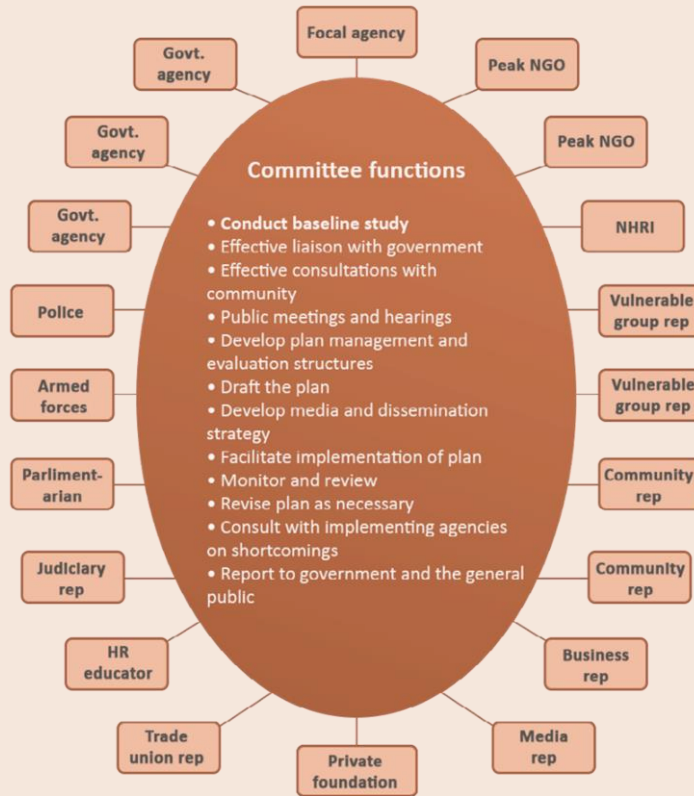 Focal agency
Govt.
agency
Peak NGO
Govt.
agency
Peak NGO
Govt.
agency
NHRI
Police
Vulnerable
group rep
Armed
forces
Vulnerable
group rep
Parliment-
arian
Community
rep
Judiciary
rep
Community
rep
HR
educator
Business
rep
Trade
union rep
Private
foundation
Media
rep
Committee functions
• Conduct baseline study
• Effective liaison with government
• Effective consultations with
community
• Public meetings and hearings
• Develop plan management and
evaluation structures
• Draft the plan
• Develop media and dissemination
strategy
• Facilitate implementation of plan
• Monitor and review
• Revise plan as necessary
• Consult with implementing agencies
on shortcomings
• Report to government and the general
public